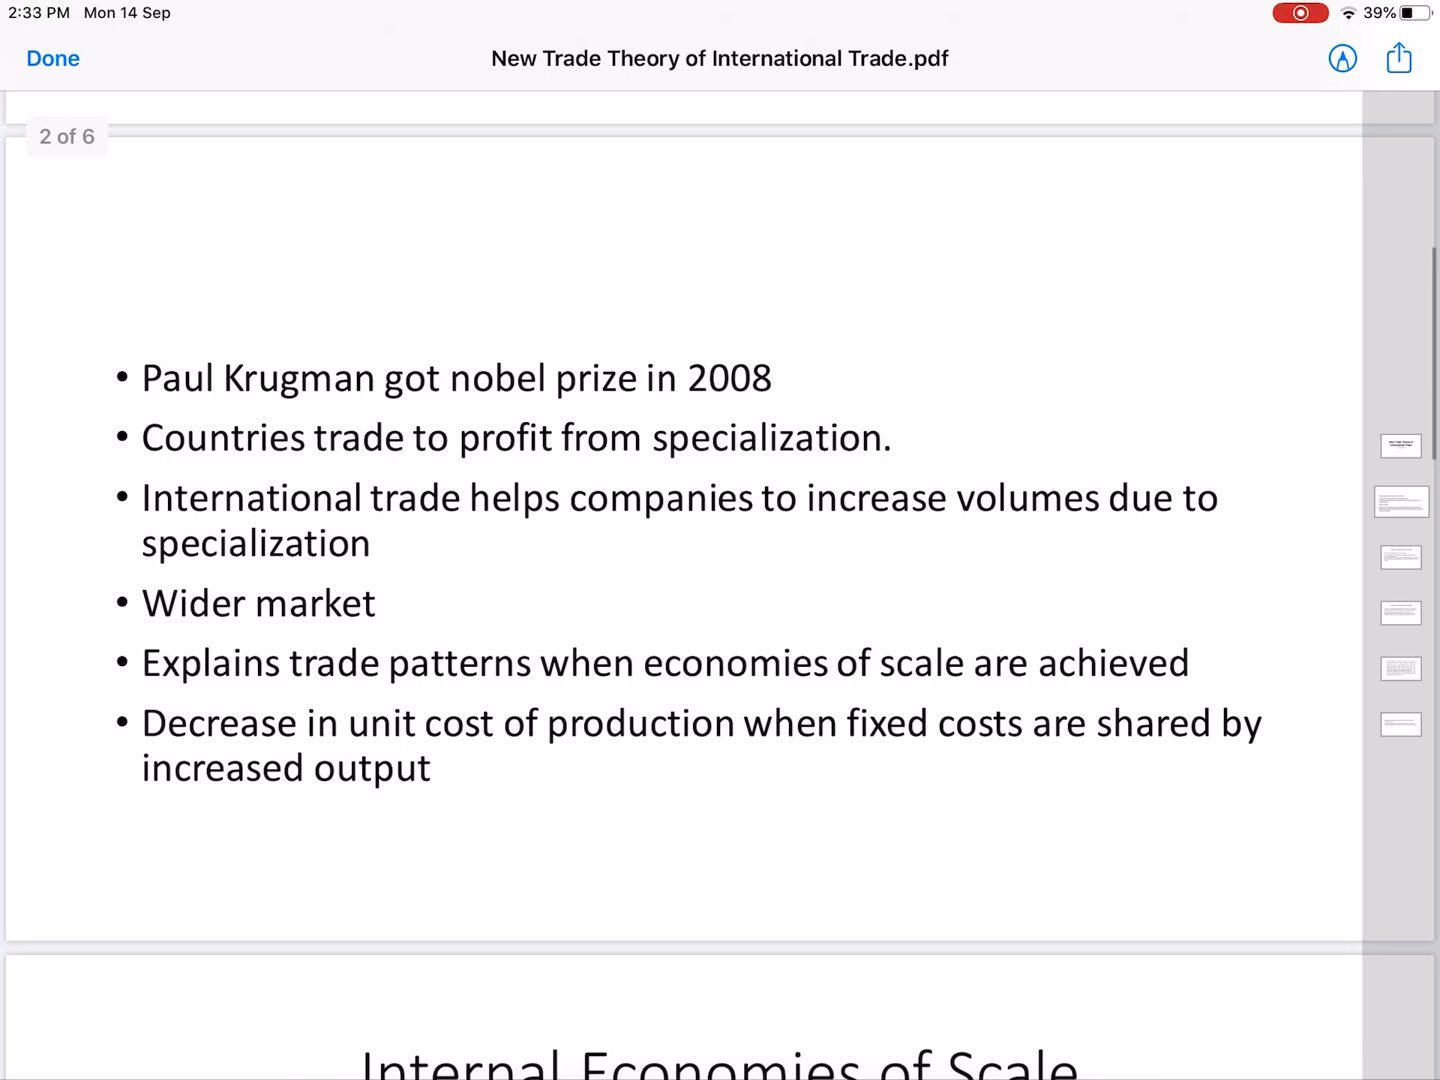 2:33 PM Mon 14 Sep
39%
Done
New Trade Theory of International Trade.pdf
2 of 6
• Paul Krugman got nobel prize in 2008
• Countries trade to profit from specialization.
• International trade helps companies to increase volumes due to
specialization
• Wider market
• Explains trade patterns when economies of scale are achieved
• Decrease in unit cost of production when fixed costs are shared by
increased output
Internal Economies of Scale